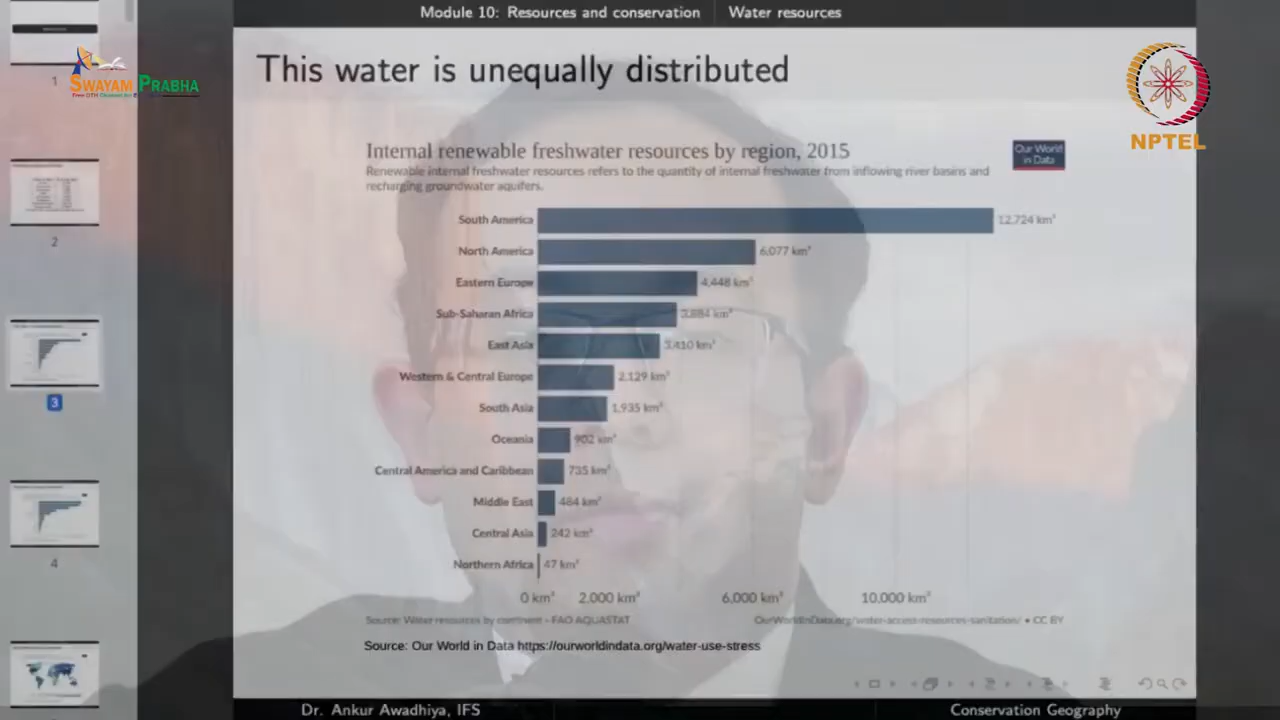 Module 10: Resources and conservation Water resources
This water is unequally distributed
SWAYAM PRABHA
NPTEL
Internal renewable freshwater resources by region, 2015
Our World
in Data
Renewable internal freshwater resources refers to the quantity of internal freshwater from inflowing river basins and
recharging groundwater aquifers.
South America 12,724 km³
North America 6,077 km³
Eastern Europe 4,448 km³
Sub-Saharan Africa 3,884 km³
East Asia 3,410 km³
Western & Central Europe 2,129 km³
South Asia 1,935 km³
Oceania 902 km³
Central America and Caribbean 735 km³
Middle East 484 km³
Central Asia 242 km³
Northern Africa 47 km³
0 km³ 2,000 km³ 6,000 km³ 10,000 km³
Source: Water resources by continent - FAO AQUASTAT OurWorldInData.org/water-access-resources-sanitation/ • CC BY
Source: Our World in Data https://ourworldindata.org/water-use-stress
1
2
3
4
Dr. Ankur Awadhiya, IFS Conservation Geography